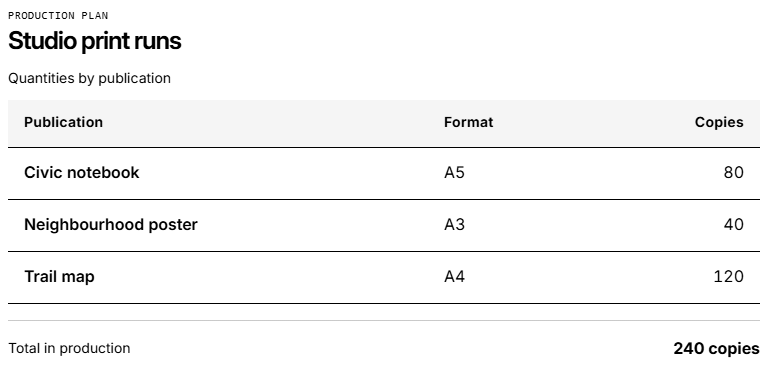 PRODUCTION PLAN
Studio print runs
Quantities by publication
Publication Format Copies
Civic notebook A5 80
Neighbourhood poster A3 40
Trail map A4 120
Total in production 240 copies